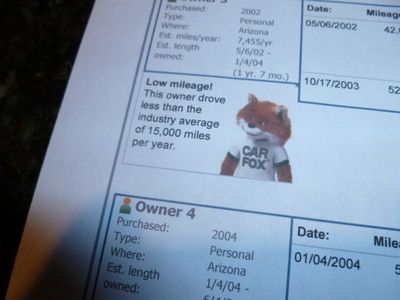 Purchased: 2002
Type: Personal
Where: Arizona
Est. miles/year: 7,455/yr
Est. length 5/6/02 -
owned: 1/4/04
(1 yr. 7 mo.)
Date: Mileage
05/06/2002
10/17/2003
Low mileage!
This owner drove
less than the
industry average
of 15,000 miles
per year.
CAR
FOX
Owner 4
Purchased: 2004
Type: Personal
Where: Arizona
Est. length 1/4/04 -
owned:
Date:
01/04/2004